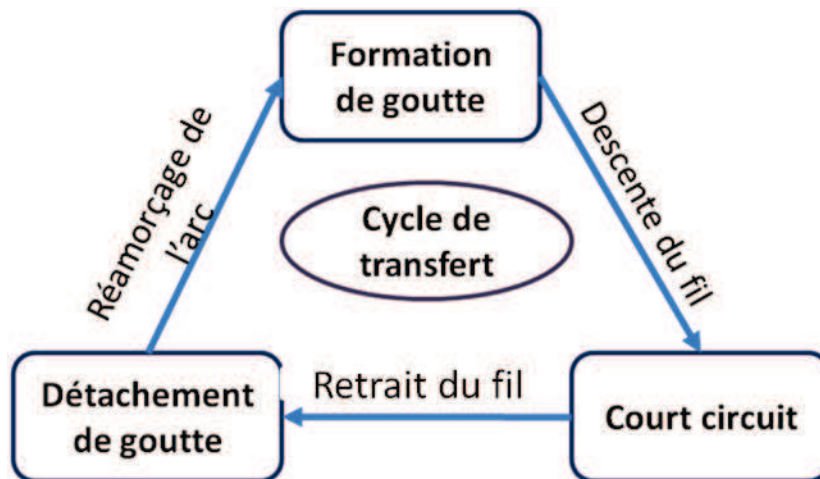 Formation
de goutte
Réamorçage de
l'arc
Descente du fil
Cycle de
transfert
Détachement
de goutte
Retrait du fil
Court circuit